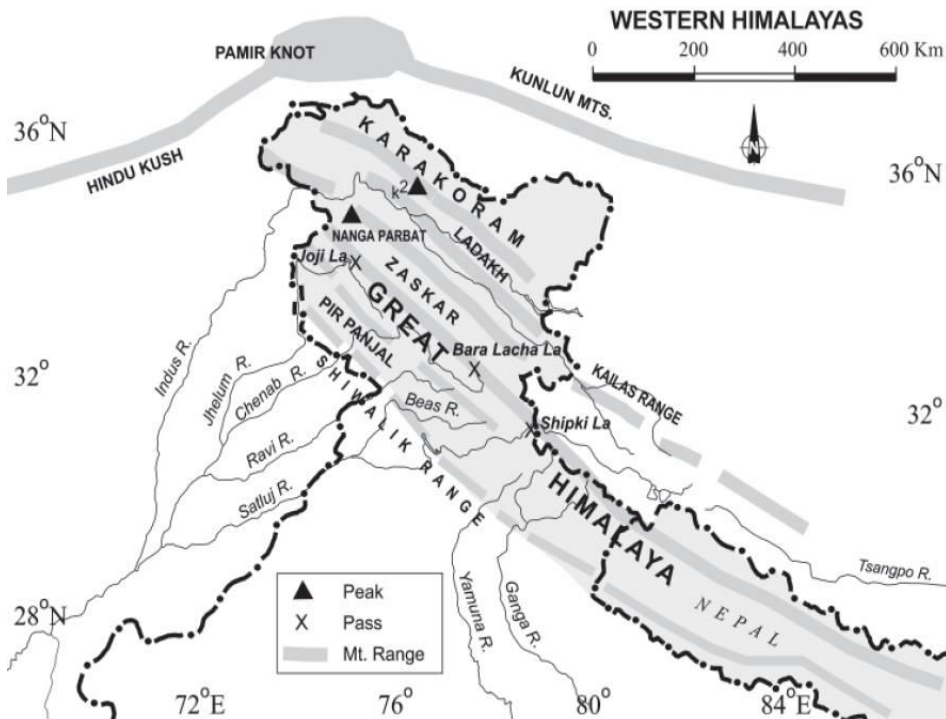 WESTERN HIMALAYAS
0 200 400 600 Km
PAMIR KNOT
KUNLUN MTS.
36°N
HINDU KUSH
N
36°N
KARAKORAM
k2
NANGA PARBAT
LADAKH
Joji La
ZASKAR
GREAT
PIR PANJAL
Bara Lacha La
Indus R.
Jhelum R.
Chenab R.
32°
SHIWALIK RANGE
Beas R.
KAILAS RANGE
Shipki La
32°
Ravi R.
Satluj R.
HIMALAYA
Tsangpo R.
Yamuna R.
Ganga R.
NEPAL
Peak
Pass
Mt. Range
28°N
72°E
76°
80°
84°E